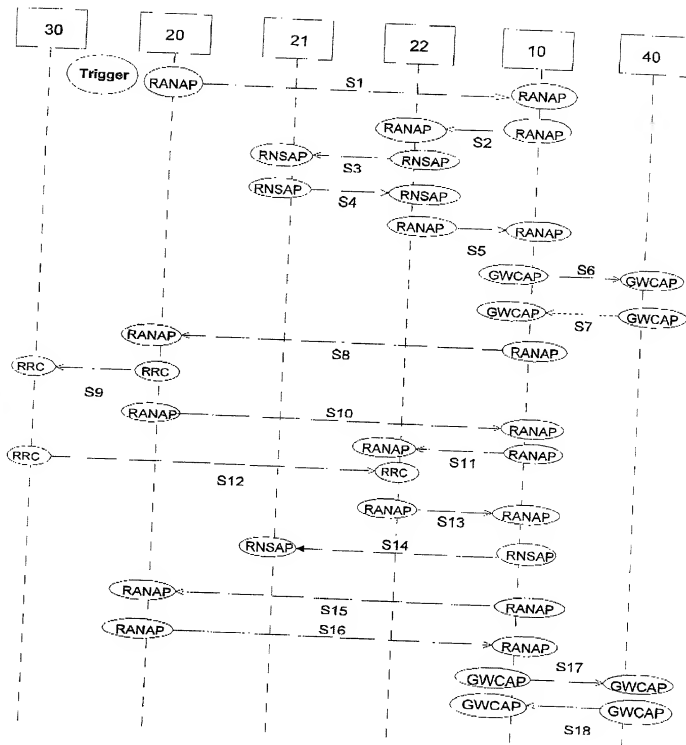 30 20 21 22 10 40
Trigger
RANAP S1 RANAP
RANAP S2 RANAP
RNSAP S3 RNSAP
RNSAP S4 RNSAP
RANAP S5 RANAP
GWCAP S6 GWCAP
GWCAP S7 GWCAP
RANAP S8 RANAP
RRC S9 RRC
RANAP S10 RANAP
RANAP S11 RANAP
RRC S12 RRC
RANAP S13 RANAP
RNSAP S14 RNSAP
RANAP S15 RANAP
RANAP S16 RANAP
GWCAP S17 GWCAP
GWCAP S18 GWCAP